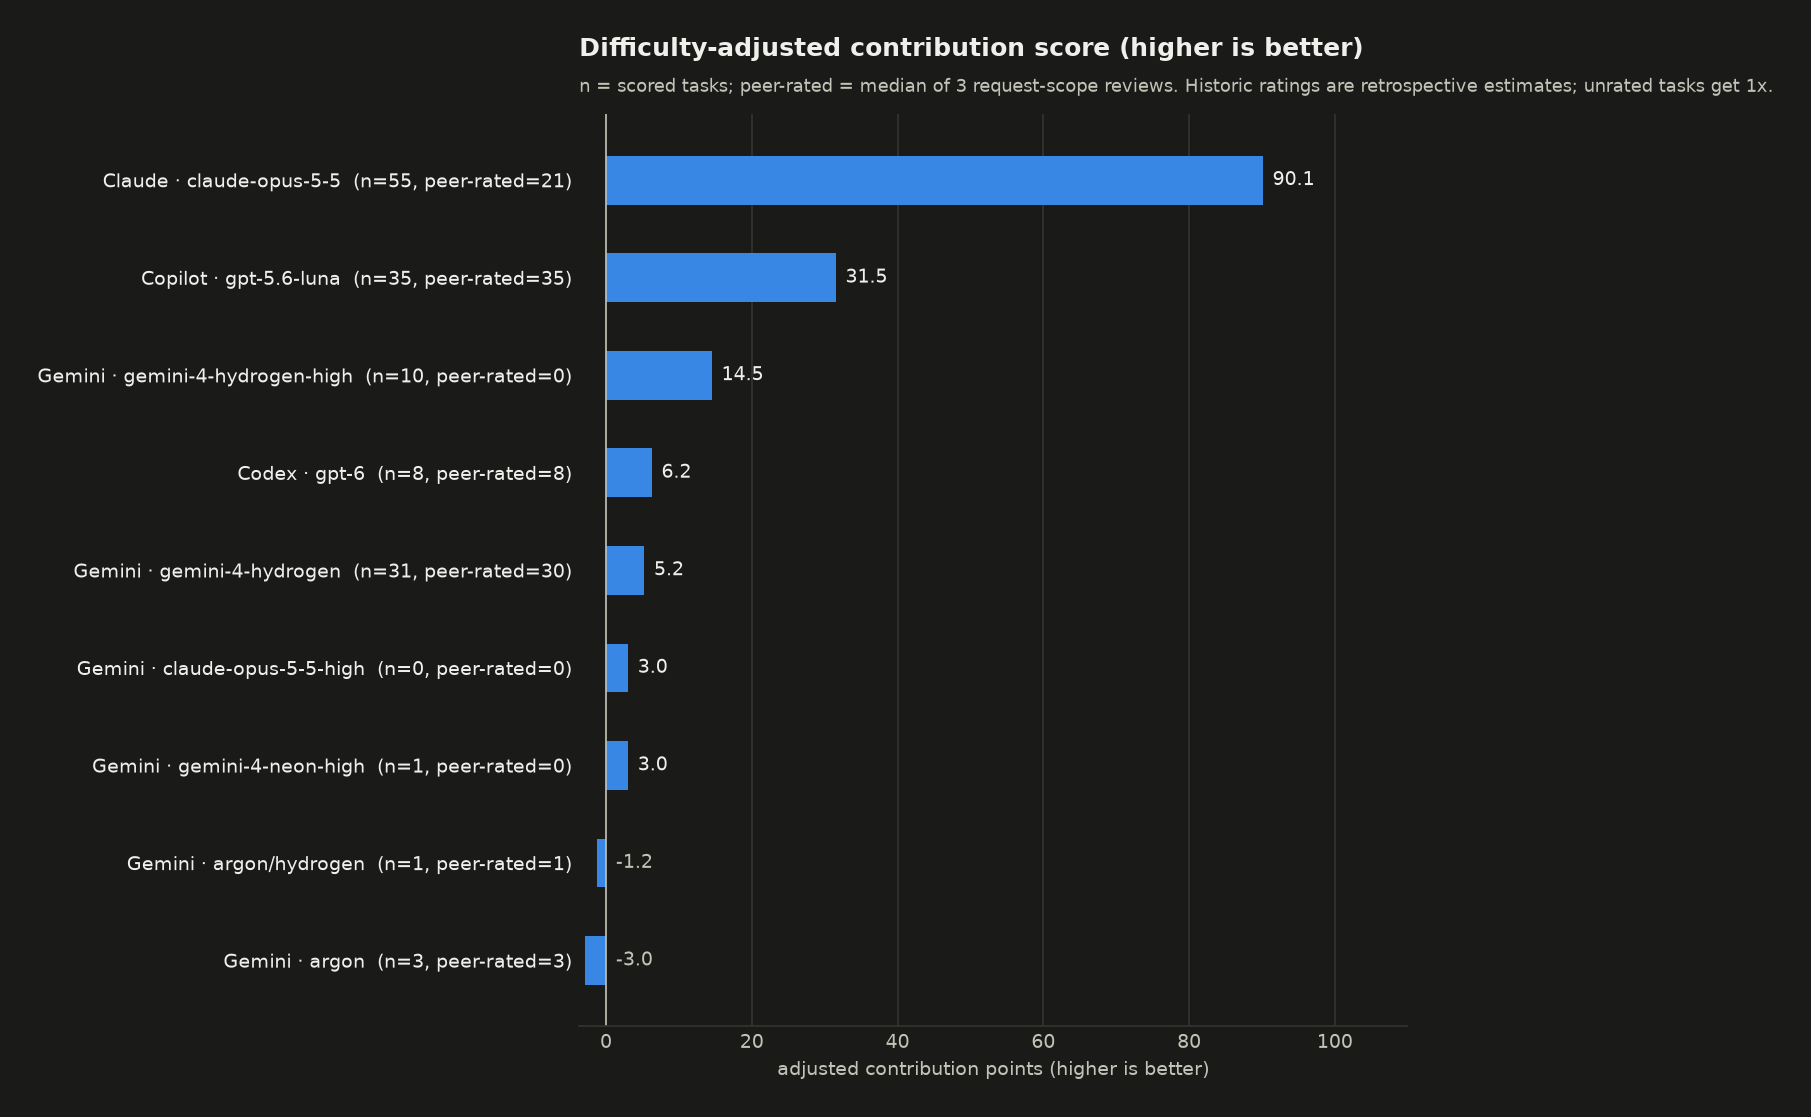 Difficulty-adjusted contribution score (higher is better)
n = scored tasks; peer-rated = median of 3 request-scope reviews. Historic ratings are retrospective estimates; unrated tasks get 1x.
Claude · claude-opus-5-5  (n=55, peer-rated=21)
90.1
Copilot · gpt-5.6-luna  (n=35, peer-rated=35)
31.5
Gemini · gemini-4-hydrogen-high  (n=10, peer-rated=0)
14.5
Codex · gpt-6  (n=8, peer-rated=8)
6.2
Gemini · gemini-4-hydrogen  (n=31, peer-rated=30)
5.2
Gemini · claude-opus-5-5-high  (n=0, peer-rated=0)
3.0
Gemini · gemini-4-neon-high  (n=1, peer-rated=0)
3.0
Gemini · argon/hydrogen  (n=1, peer-rated=1)
-1.2
Gemini · argon  (n=3, peer-rated=3)
-3.0
0 20 40 60 80 100
adjusted contribution points (higher is better)